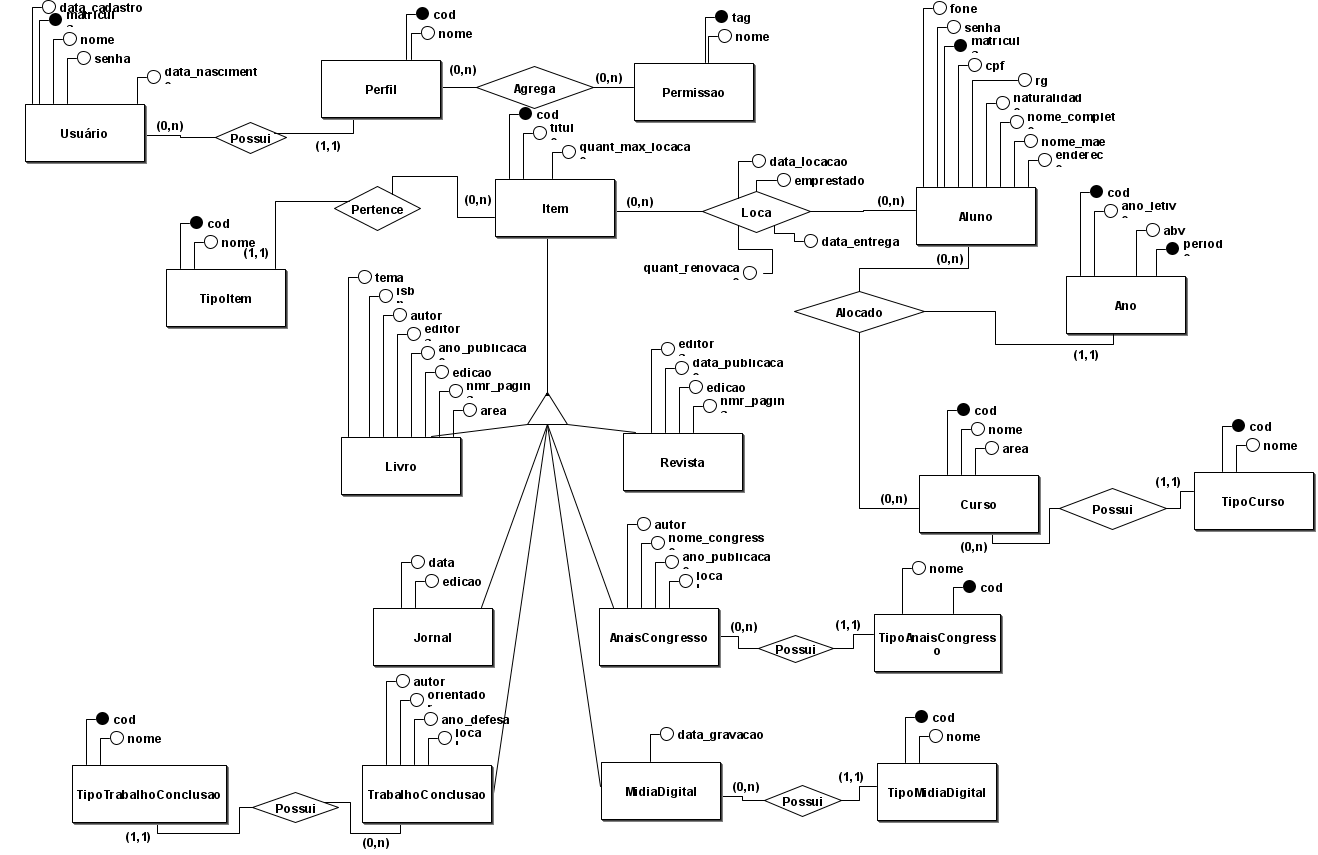 data_cadastro
matricul
nome
senha
data_nasciment
o
Usuário
(0,n)
Possui
(1,1)
cod
nome
Perfil
(0,n)
Agrega
(0,n)
tag
nome
Permissao
fone
senha
matricul
cpf
rg
naturalidad
nome_complet
nome_mae
enderec
Aluno
cod
titul
quant_max_locaca
Item
(0,n)
Pertence
(1,1)
cod
nome
TipoItem
(0,n)
data_locacao
emprestado
Loca
data_entrega
quant_renovaca
(0,n)
(0,n)
Alocado
cod
ano_letiv
abv
period
Ano
(1,1)
tema
isb
autor
editor
ano_publicaca
edicao
nmr_pagin
area
Livro
editor
data_publicaca
edicao
nmr_pagin
Revista
cod
nome
area
(0,n)
Curso
(0,n)
Possui
(1,1)
cod
nome
TipoCurso
data
edicao
Jornal
autor
nome_congress
ano_publicaca
loca
l
AnaisCongresso
(0,n)
Possui
(1,1)
nome
cod
TipoAnaisCongress
o
cod
nome
TipoTrabalhoConclusao
(1,1)
Possui
(0,n)
autor
orientado
ano_defesa
loca
l
TrabalhoConclusao
data_gravacao
MidiaDigital
(0,n)
Possui
(1,1)
cod
nome
TipoMidiaDigital